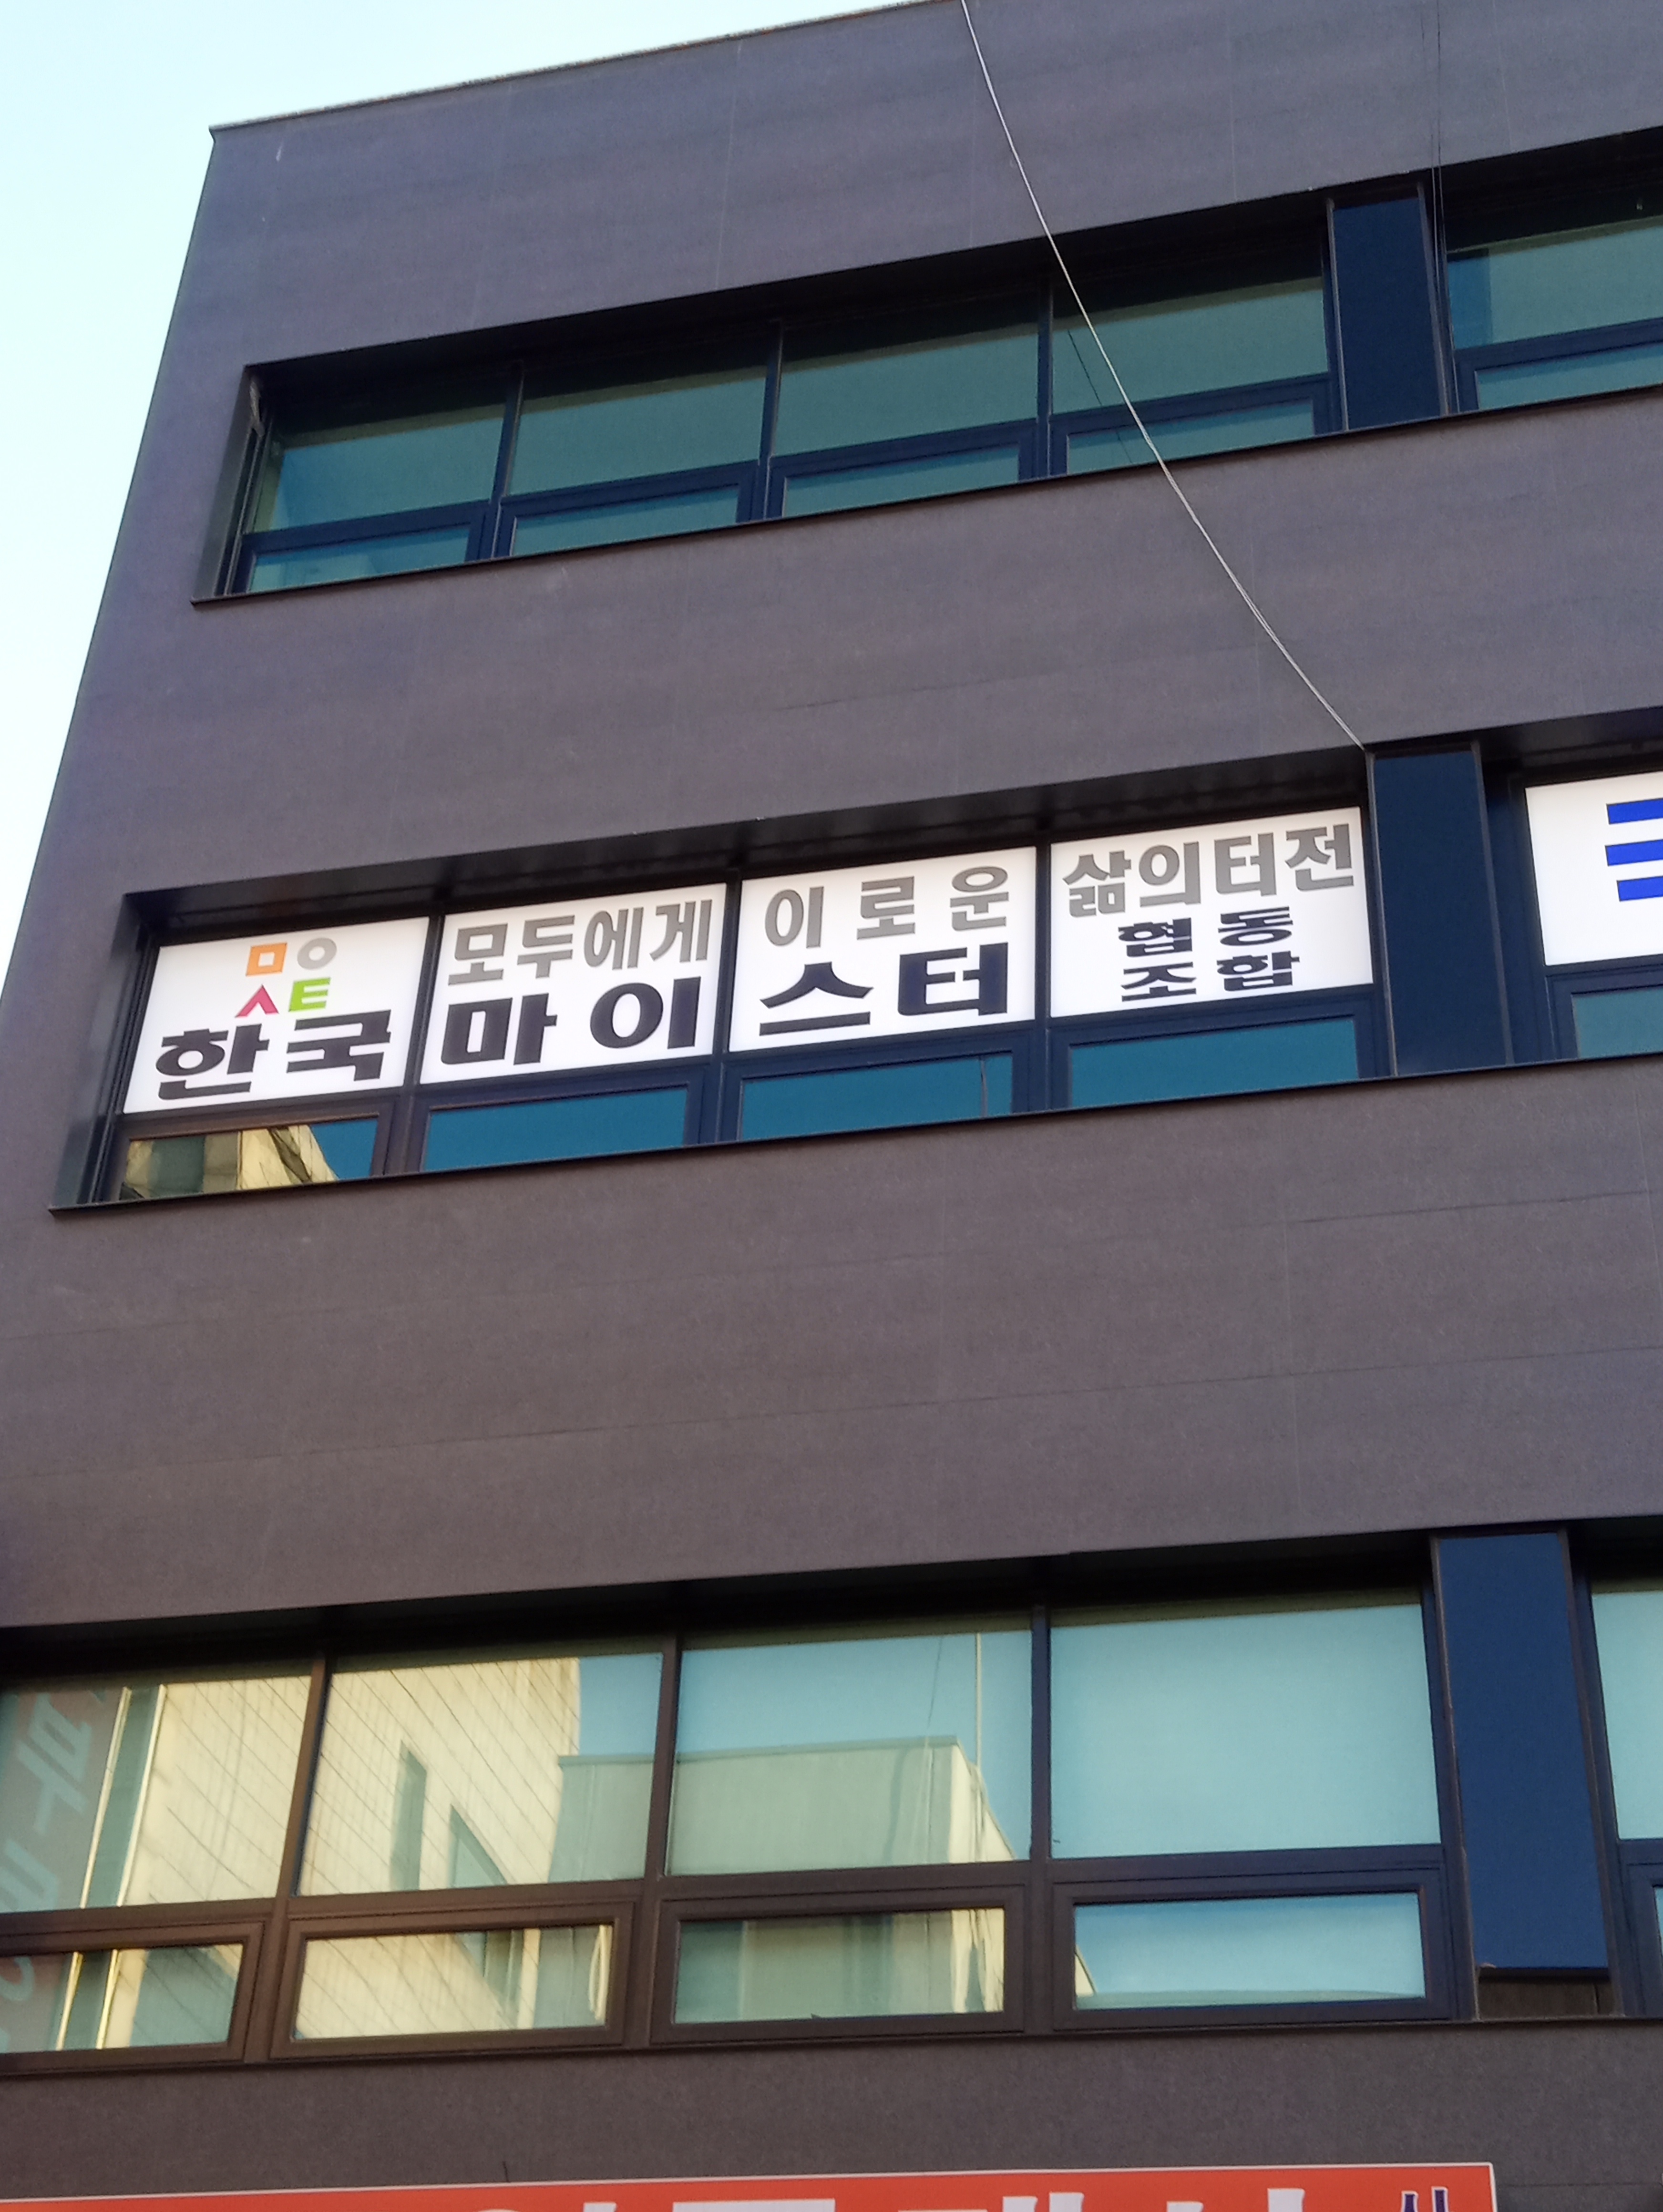 ㅁㅇ
ㅅㅌ
모두에게 이로운 삶의터전
한국마이스터 협동
조합